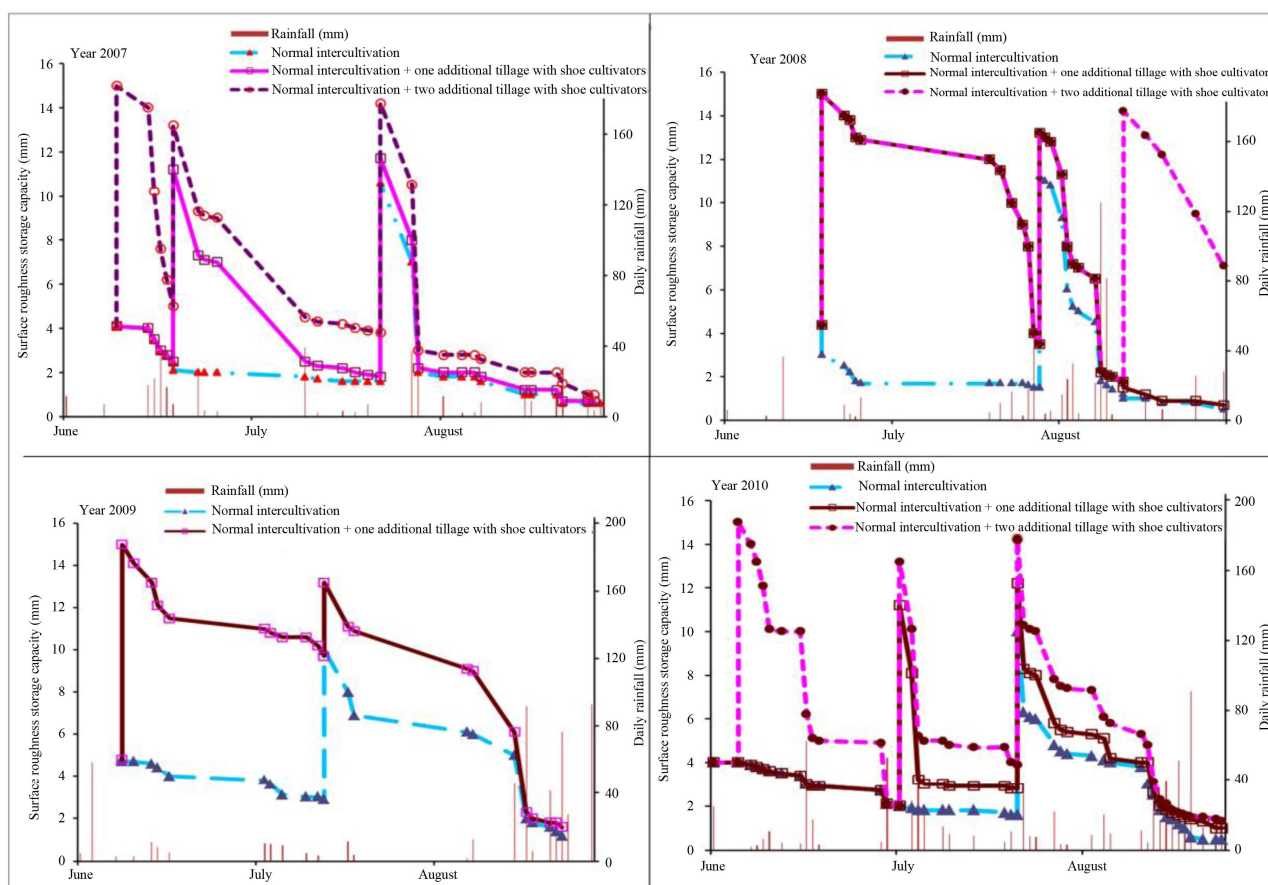 Year 2007
Rainfall (mm)
Normal intercultivation
Normal intercultivation + one additional tillage with shoe cultivators
Normal intercultivation + two additional tillage with shoe cultivators
Surface roughness storage capacity (mm)
16
14
12
10
8
6
4
2
0
June
July
August
160
120
80
40
0
Daily rainfall (mm)
Year 2008
Rainfall (mm)
Normal intercultivation
Normal intercultivation + one additional tillage with shoe cultivator
Normal intercultivation + two additional tillage with shoe cultivators
Surface roughness storage capacity (mm)
16
14
12
10
8
6
4
2
0
June
July
August
160
120
80
40
0
Daily rainfall (mm)
Year 2009
Rainfall (mm)
Normal intercultivation
Normal intercultivation + one additional tillage with shoe cultivators
Surface roughness storage capacity (mm)
16
14
12
10
8
6
4
2
0
June
July
August
200
160
120
80
40
0
Daily rainfall (mm)
Year 2010
Rainfall (mm)
Normal intercultivation
Normal intercultivation + one additional tillage with shoe cultivators
Normal intercultivation + two additional tillage with shoe cultivators
Surface roughness storage capacity (mm)
16
14
12
10
8
6
4
2
0
June
July
August
200
160
120
80
40
0
Daily rainfall (mm)